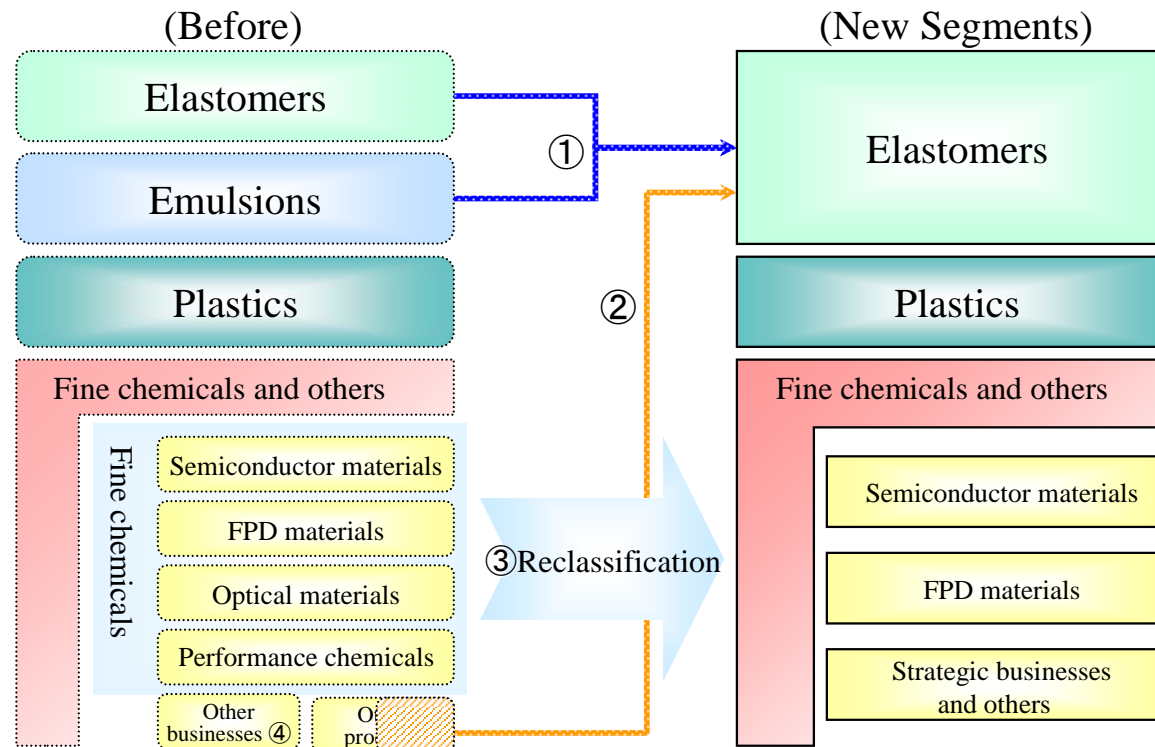 (Before)
Elastomers
Emulsions
Plastics
Fine chemicals and others
Fine chemicals
Semiconductor materials
FPD materials
Optical materials
Performance chemicals
Other
businesses ④
①
②
③Reclassification
(New Segments)
Elastomers
Plastics
Fine chemicals and others
Semiconductor materials
FPD materials
Strategic businesses
and others